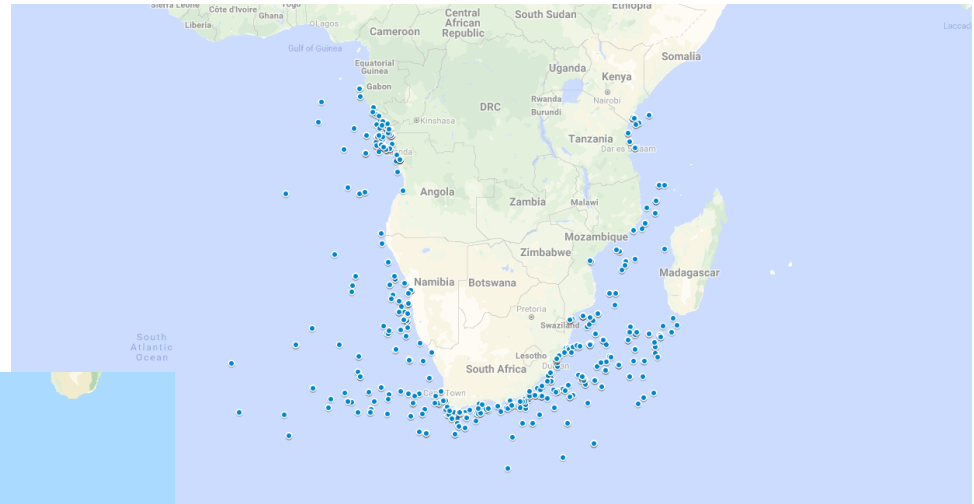 Sierra Leone
Côte d'Ivoire
Togo
Ghana
Liberia
Lagos
Gulf of Guinea
Cameroon
Central
African
Republic
South Sudan
Ethiopia
Somalia
Laccad
Equatorial
Guinea
Gabon
Uganda
Kenya
Nairobi
Rwanda
Burundi
DRC
Kinshasa
Tanzania
Dar es Salaam
Angola
Zambia
Malawi
Mozambique
Zimbabwe
Madagascar
Namibia
Botswana
Pretoria
Swaziland
South
Atlantic
Ocean
Lesotho
South Africa
Town